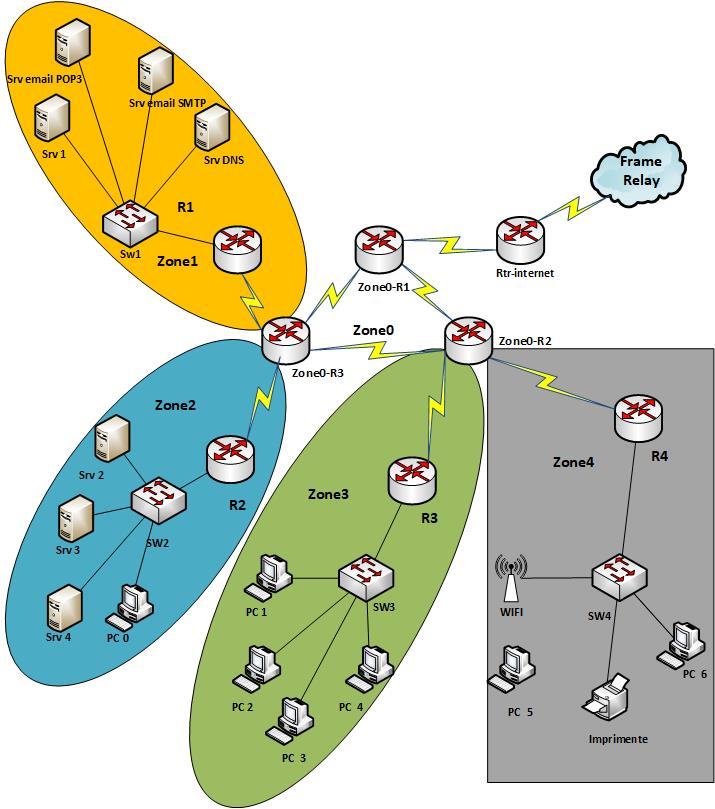 Srv email POP3
Srv email SMTP
Srv 1
Srv DNS
R1
Sw1
Zone1
Frame
Relay
Rtr-internet
Zone0-R1
Zone0
Zone0-R2
Zone0-R3
Zone2
Srv 2
R2
SW2
Srv 3
Srv 4
PC 0
Zone3
R3
PC 1
SW3
PC 2
PC 4
PC 3
Zone4
R4
WIFI
SW4
PC 6
PC 5
Imprimente